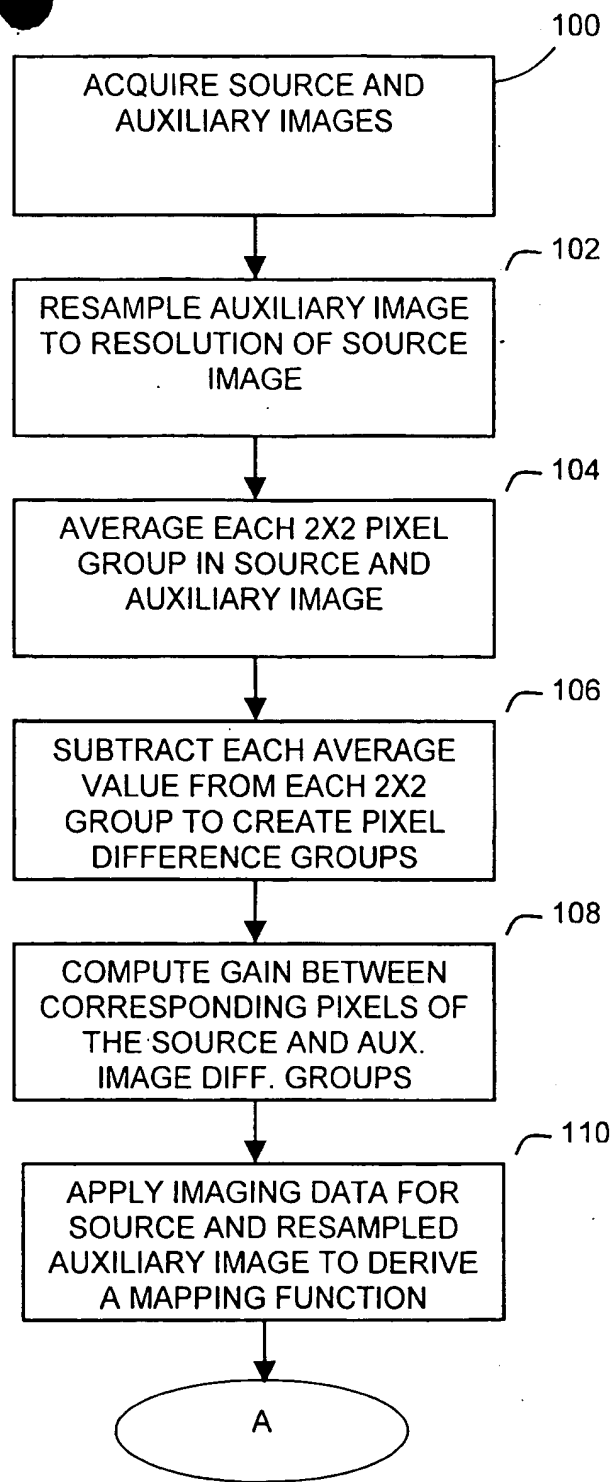 100
ACQUIRE SOURCE AND
AUXILIARY IMAGES
102
RESAMPLE AUXILIARY IMAGE
TO RESOLUTION OF SOURCE
IMAGE
104
AVERAGE EACH 2X2 PIXEL
GROUP IN SOURCE AND
AUXILIARY IMAGE
106
SUBTRACT EACH AVERAGE
VALUE FROM EACH 2X2
GROUP TO CREATE PIXEL
DIFFERENCE GROUPS
108
COMPUTE GAIN BETWEEN
CORRESPONDING PIXELS OF
THE SOURCE AND AUX.
IMAGE DIFF. GROUPS
110
APPLY IMAGING DATA FOR
SOURCE AND RESAMPLED
AUXILIARY IMAGE TO DERIVE
A MAPPING FUNCTION
A